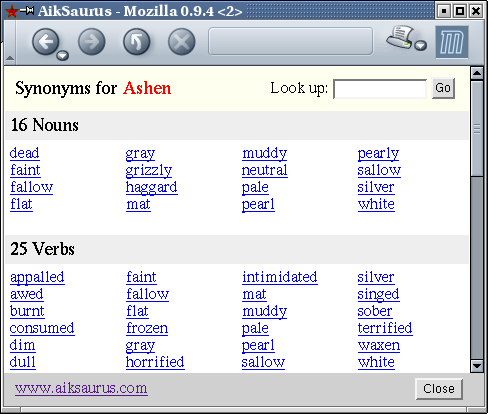 AikSaurus - Mozilla 0.9.4 <2>
Synonyms for Ashen Look up: Go
16 Nouns
dead gray muddy pearly
faint grizzly neutral sallow
fallow haggard pale silver
flat mat pearl white
25 Verbs
appalled faint intimidated silver
awed fallow mat singed
burnt flat muddy sober
consumed frozen pale terrified
dim gray pearl waxen
dull horrified sallow white
www.aiksaurus.com Close